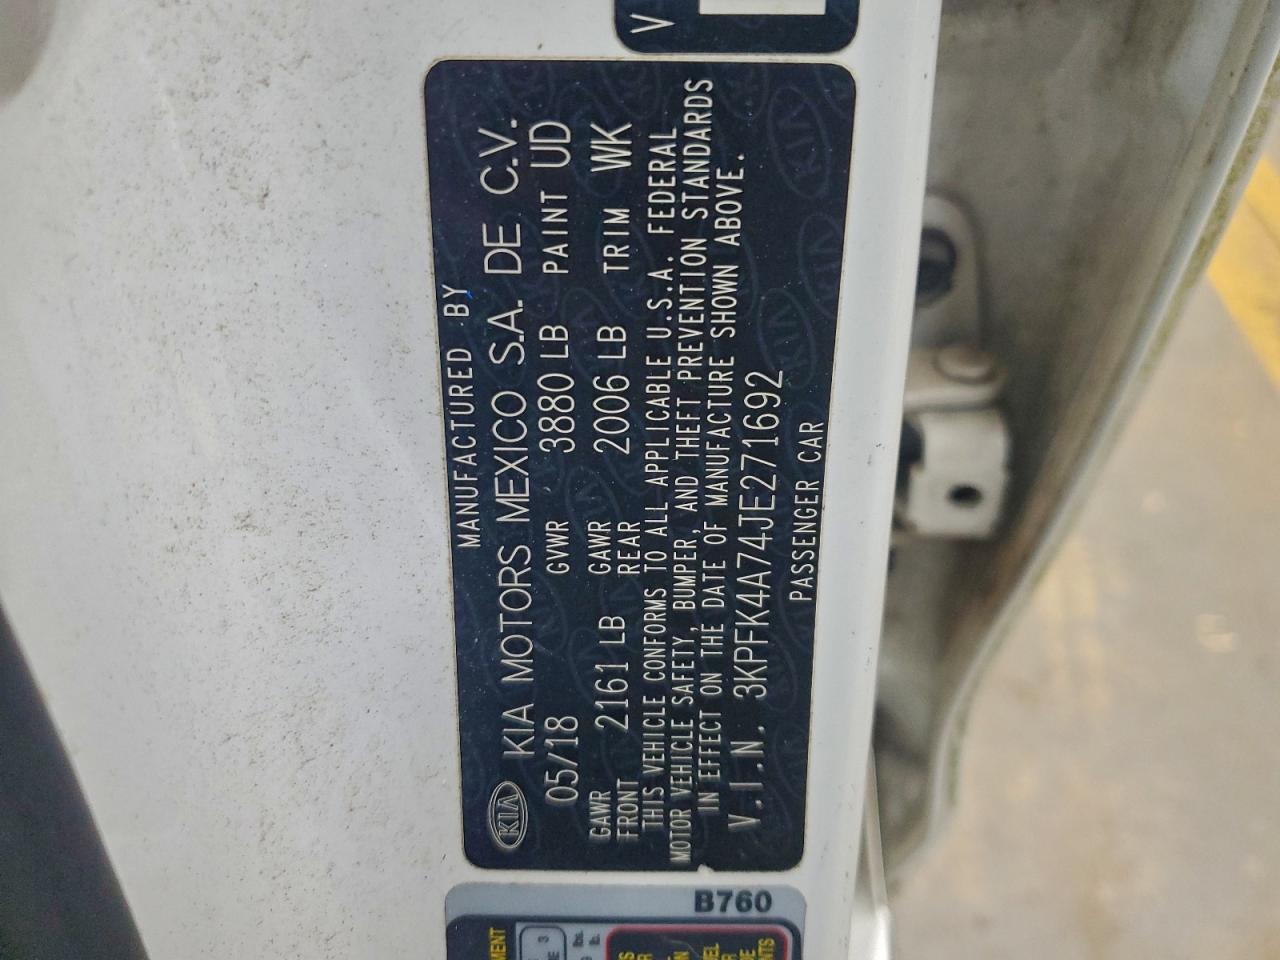 V
MANUFACTURED BY
KIA KIA MOTORS MEXICO S.A. DE C.V.
05/18 GVWR 3880 LB PAINT UD
GAWR FRONT 2161 LB GAWR REAR 2006 LB TRIM WK
THIS VEHICLE CONFORMS TO ALL APPLICABLE U.S.A. FEDERAL
MOTOR VEHICLE SAFETY, BUMPER, AND THEFT PREVENTION STANDARDS
IN EFFECT ON THE DATE OF MANUFACTURE SHOWN ABOVE.
V.I.N. 3KPFK4A74JE271692
PASSENGER CAR
B760
3